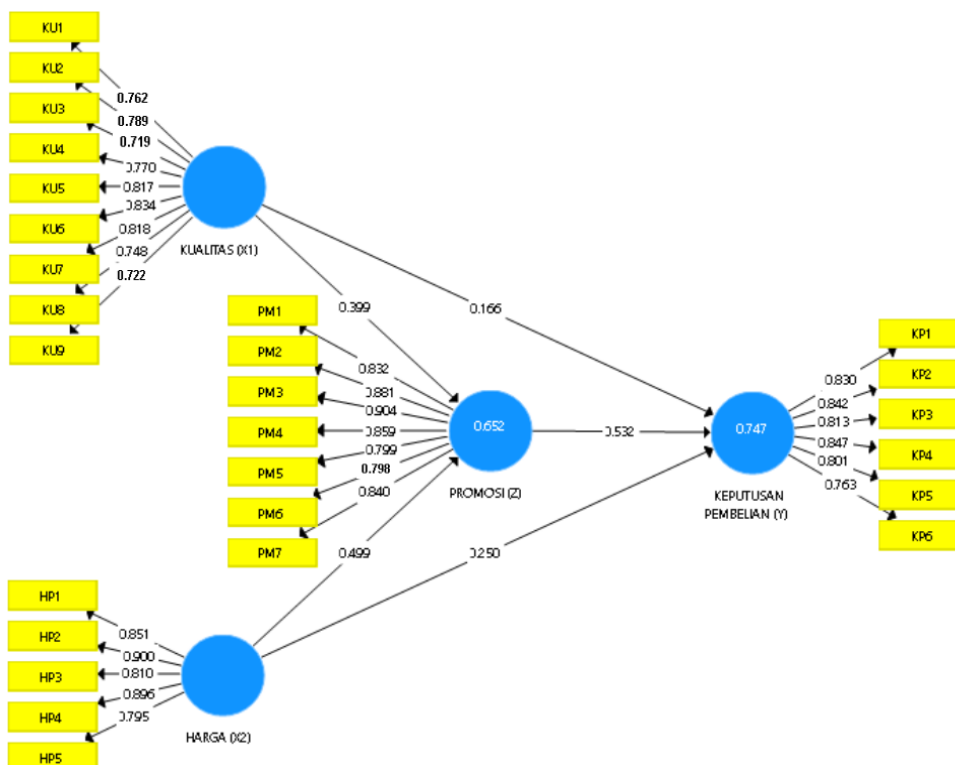 KU1
KU2
KU3
KU4
KU5
KU6
KU7
KU8
KU9
0.762
0.789
0.719
0.770
0.817
0.834
0.818
0.748
0.722
KUALITAS (X1)
0.399
0.166
PM1
PM2
PM3
PM4
PM5
PM6
PM7
0.832
0.881
0.904
0.859
0.799
0.798
0.840
0.652
PROMOSI (Z)
0.532
0.747
KEPUTUSAN
PEMBELIAN (Y)
0.830
0.842
0.813
0.847
0.801
0.763
KP1
KP2
KP3
KP4
KP5
KP6
0.499
0.250
HP1
HP2
HP3
HP4
HP5
0.851
0.900
0.810
0.896
0.795
HARGA (X2)